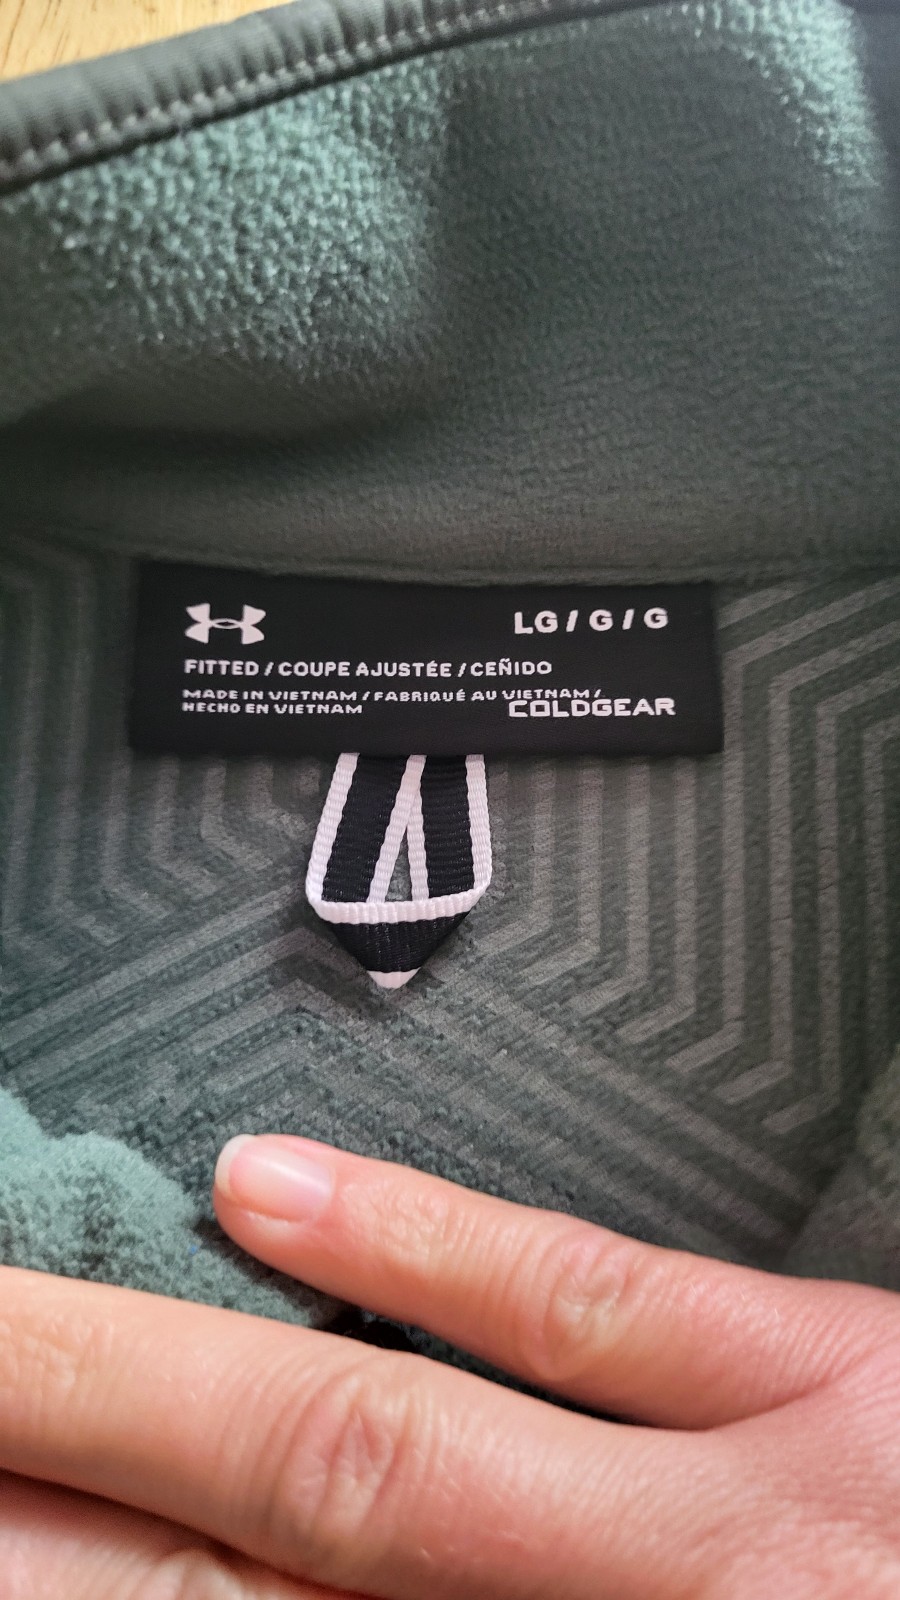 LG / G / G
FITTED / COUPE AJUSTÉE / CEÑIDO
MADE IN VIETNAM / FABRIQUÉ AU VIETNAM /
HECHO EN VIETNAM
COLDGEAR